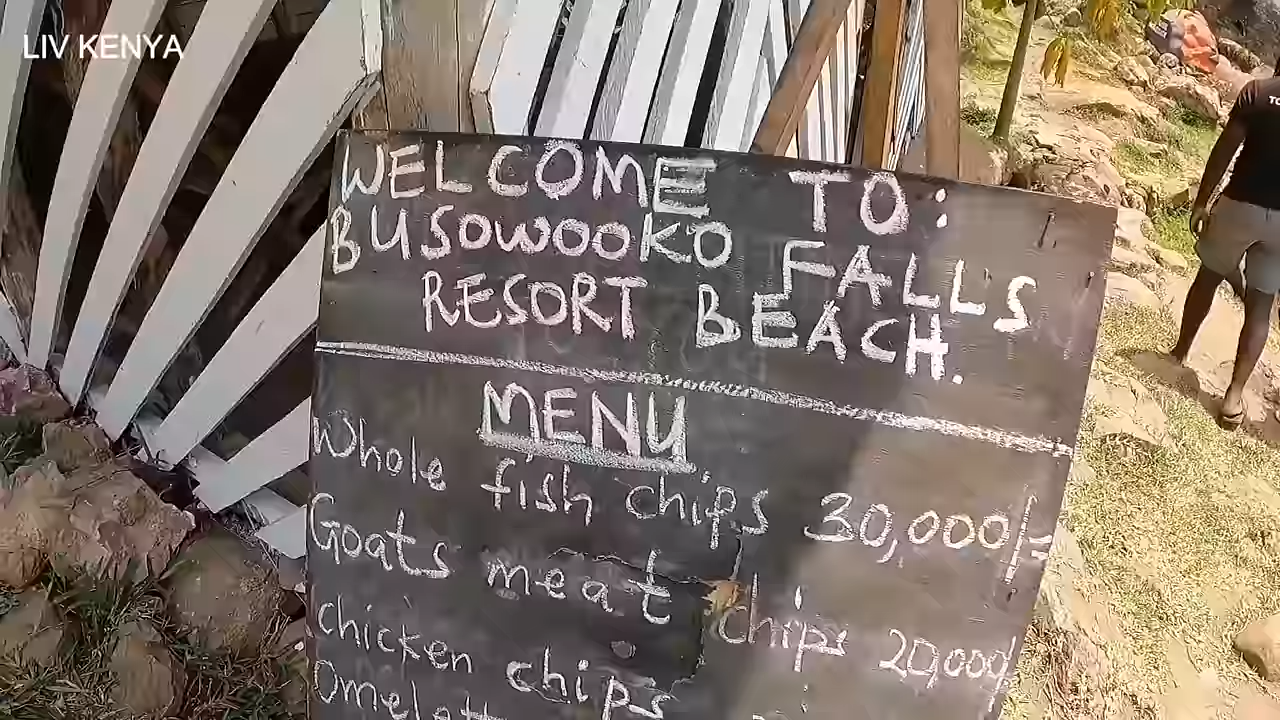 LIV KENYA
WELCOME TO:
BUSOWOOKO FALLS
RESORT BEACH.
MENU
Whole fish chips 30,000/=
Goats meat chips 20,000/
chicken chips